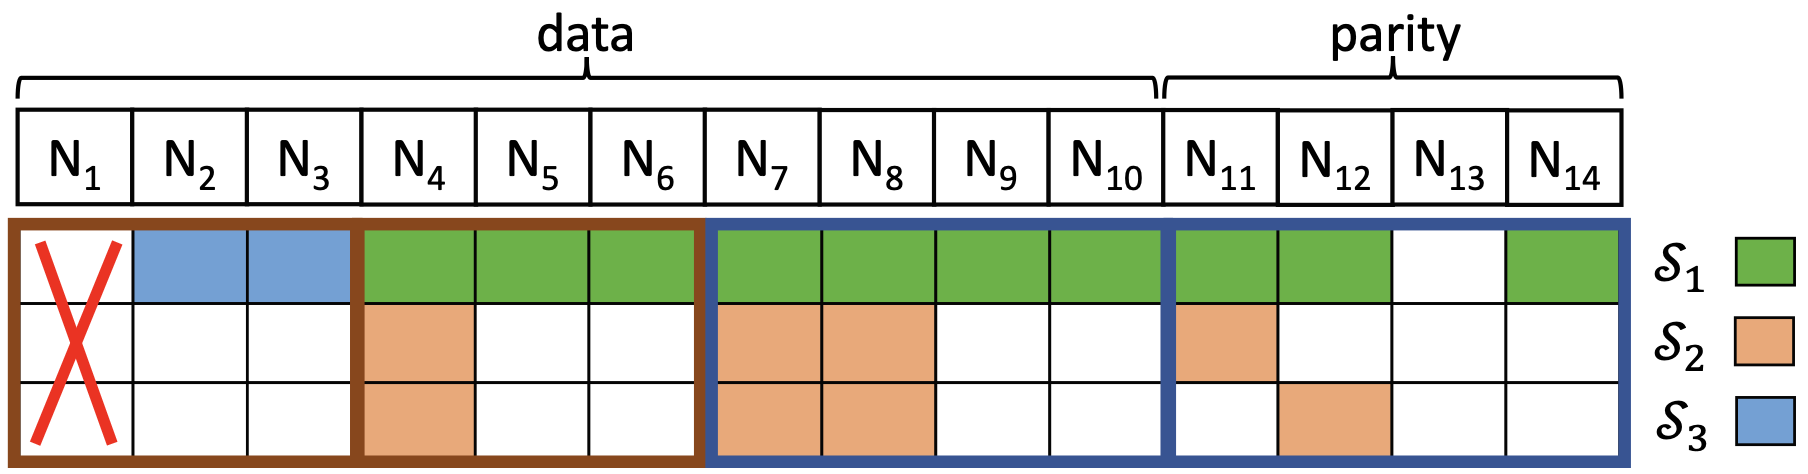 data parity
N₁ N₂ N₃ N₄ N₅ N₆ N₇ N₈ N₉ N₁₀ N₁₁ N₁₂ N₁₃ N₁₄
𝒮₁
𝒮₂
𝒮₃